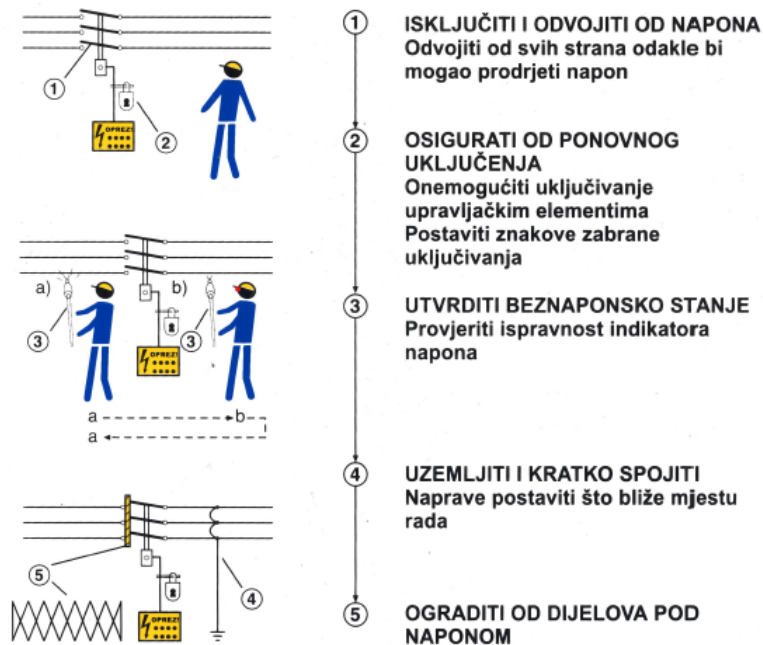 1
ISKLJUČITI I ODVOJITI OD NAPONA
Odvojiti od svih strana odakle bi
mogao prodrjeti napon
1
2
OPREZ!
2
OSIGURATI OD PONOVNOG
UKLJUČENJA
Onemogućiti uključivanje
upravljačkim elementima
Postaviti znakove zabrane
uključivanja
a)
b)
3
3
OPREZ!
a
b
a
3
UTVRDITI BEZNAPONSKO STANJE
Provjeriti ispravnost indikatora
napona
4
UZEMLJITI I KRATKO SPOJITI
Naprave postaviti što bliže mjestu
rada
5
4
OPREZ!
5
OGRADITI OD DIJELOVA POD
NAPONOM